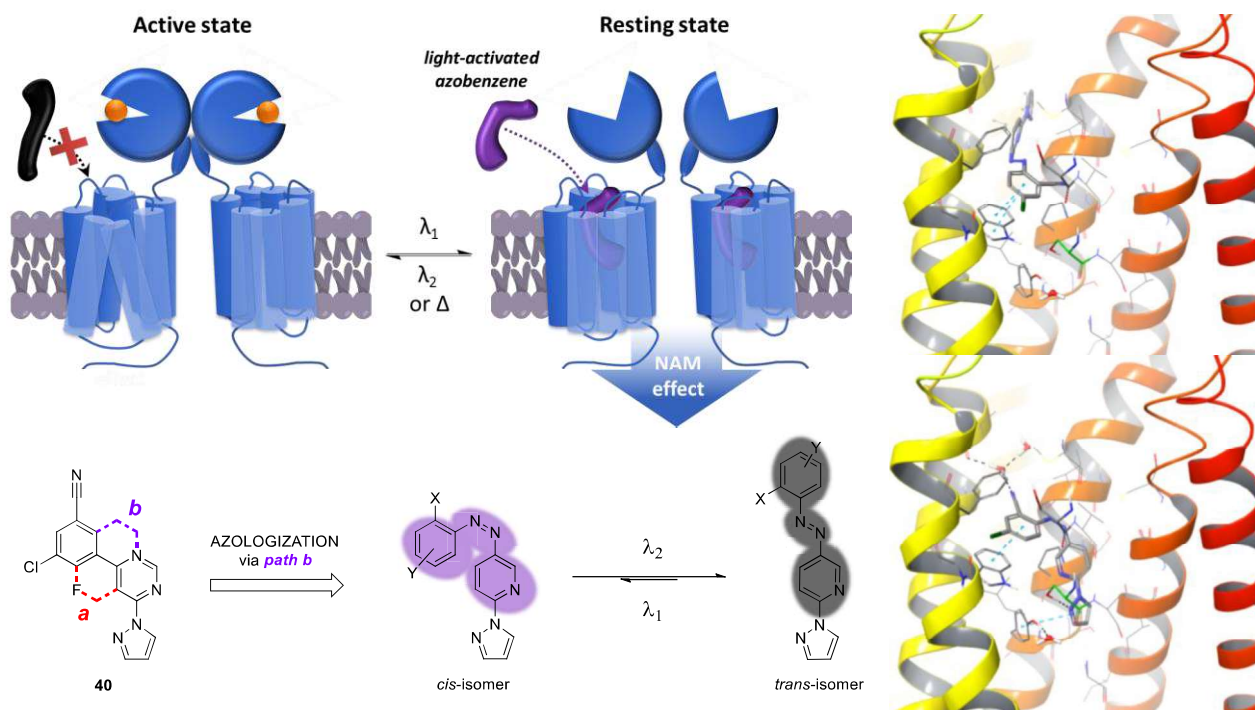 Active state
Resting state
light-activated
azobenzene
λ1
λ2
or Δ
NAM
effect
N
b
N
Cl
N
F
a
N
N
40
AZOLOGIZATION
via path b
X
N
N
Y
N
N
N
cis-isomer
λ2
λ1
Y
X
N
N
N
N
N
trans-isomer